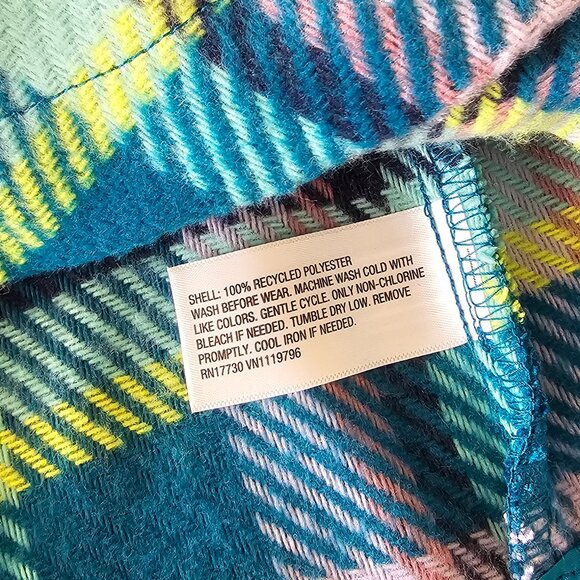 SHELL: 100% RECYCLED POLYESTER
WASH BEFORE WEAR. MACHINE WASH COLD WITH
LIKE COLORS. GENTLE CYCLE. ONLY NON-CHLORINE
BLEACH IF NEEDED. TUMBLE DRY LOW. REMOVE
PROMPTLY. COOL IRON IF NEEDED.
RN17730 VN1119796